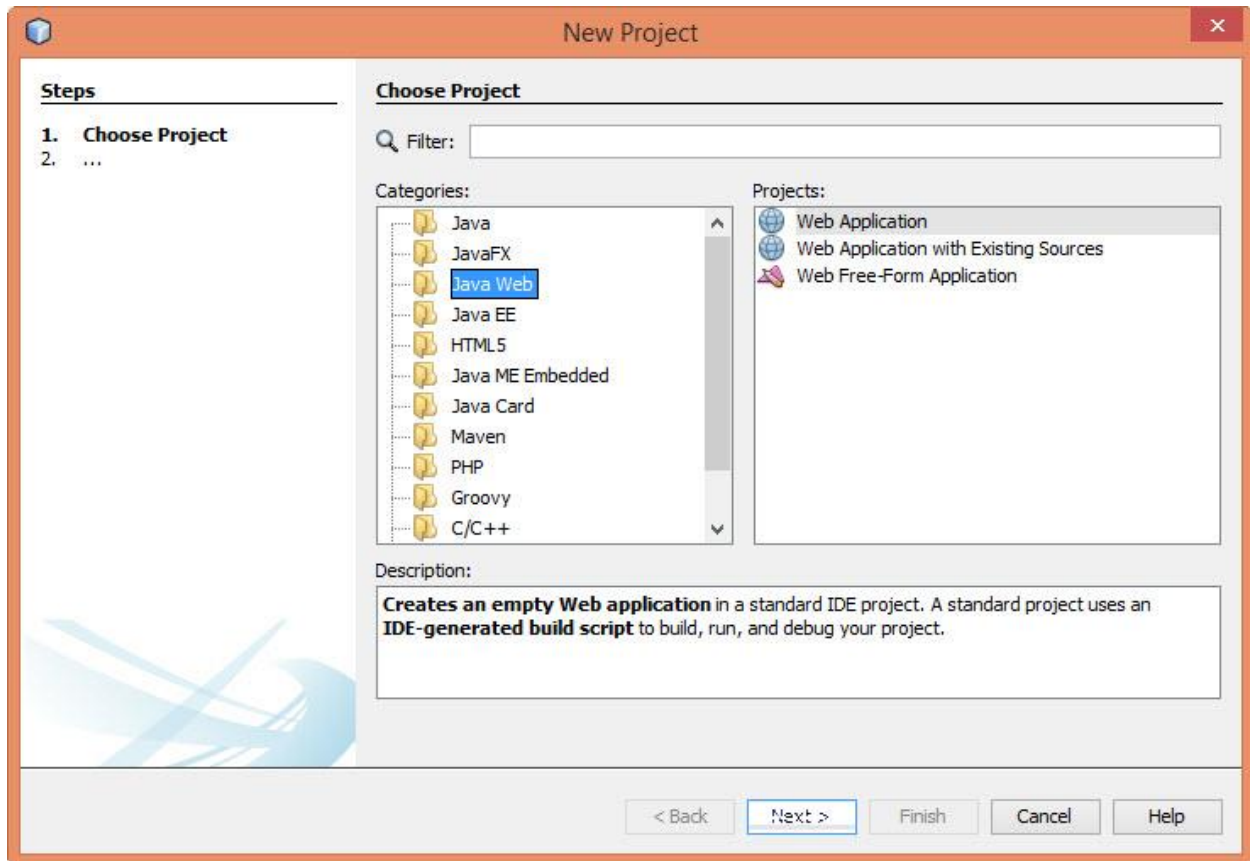 New Project
Steps
1. Choose Project
2. ...
Choose Project
Filter:
Categories:
Java
JavaFX
Java Web
Java EE
HTML5
Java ME Embedded
Java Card
Maven
PHP
Groovy
C/C++
Projects:
Web Application
Web Application with Existing Sources
Web Free-Form Application
Description:
Creates an empty Web application in a standard IDE project. A standard project uses an
IDE-generated build script to build, run, and debug your project.
< Back Next > Finish Cancel Help